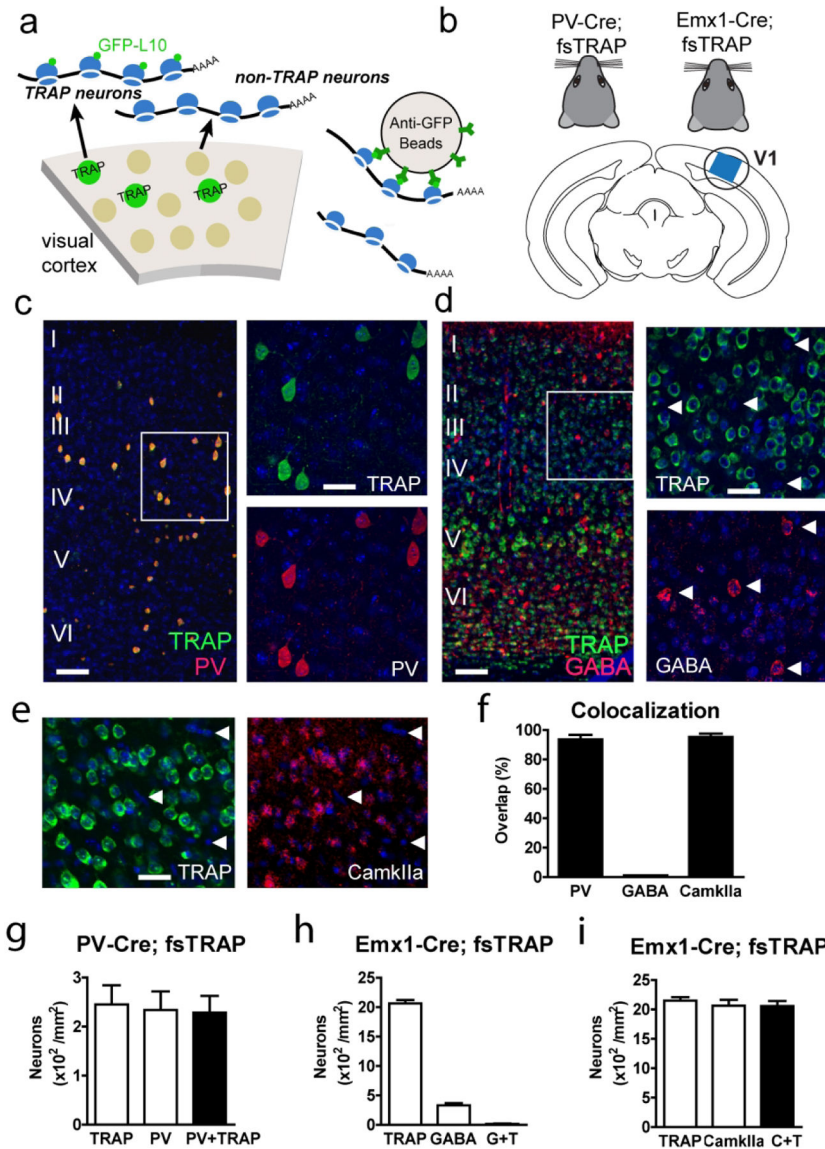 a
GFP-L10
AAAA
TRAP neurons
non-TRAP neurons
AAAA
TRAP
TRAP
TRAP
visual
cortex
Anti-GFP
Beads
AAAA
AAAA
b
PV-Cre;
fsTRAP
Emx1-Cre;
fsTRAP
V1
c
I
II
III
IV
V
VI
TRAP
PV
TRAP
PV
d
I
II
III
IV
V
VI
TRAP
GABA
TRAP
GABA
e
TRAP
CamkIIa
f
Colocalization
Overlap (%)
100
80
60
40
20
0
PV GABA CamkIIa
g
PV-Cre; fsTRAP
Neurons
(x10² /mm²)
3
2
1
0
TRAP PV PV+TRAP
h
Emx1-Cre; fsTRAP
Neurons
(x10² /mm²)
25
20
15
10
5
0
TRAP GABA G+T
i
Emx1-Cre; fsTRAP
Neurons
(x10² /mm²)
25
20
15
10
5
0
TRAP CamkIIa C+T